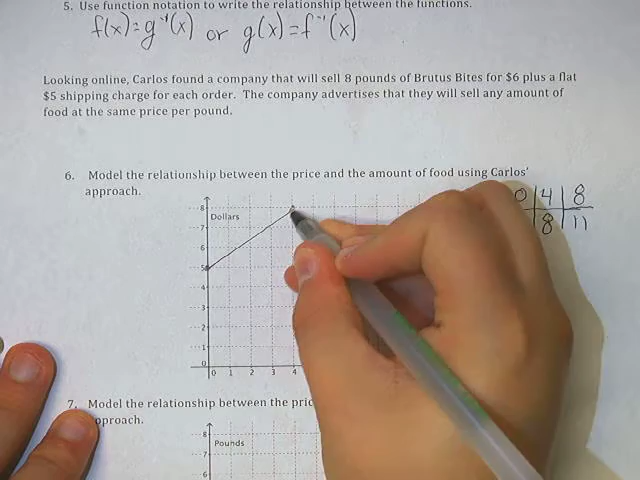 5. Use function notation to write the relationship between the functions.
f(x)=g⁻¹(x) or g(x)=f⁻¹(x)
Looking online, Carlos found a company that will sell 8 pounds of Brutus Bites for $6 plus a flat
$5 shipping charge for each order. The company advertises that they will sell any amount of
food at the same price per pound.
6. Model the relationship between the price and the amount of food using Carlos'
approach.
0 4 8
8 11
8
Dollars
7
6
5
4
3
2
1
0
0 1 2 3 4
7. Model the relationship between the
approach.
8
Pounds
7
6